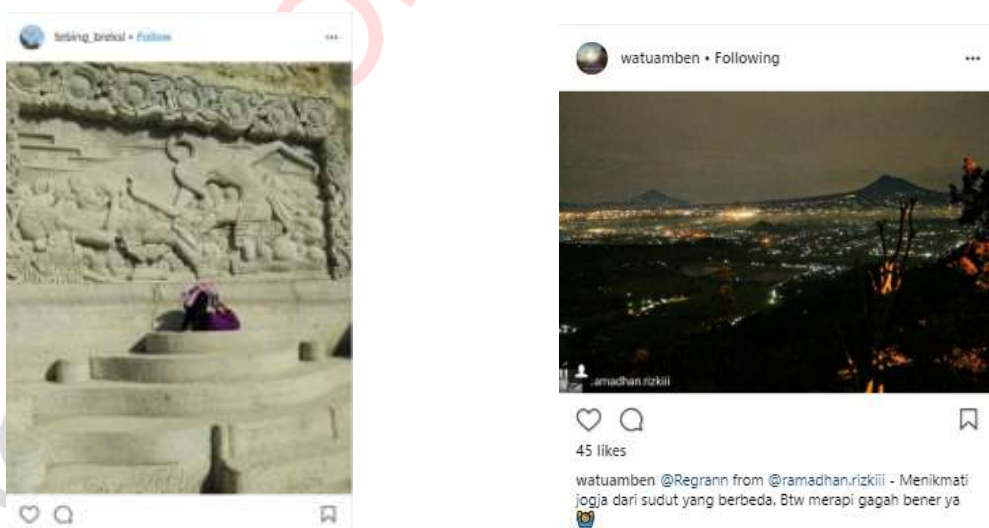 tebing_breksi • Follow
watuamben • Following
.amadhan.rizkiii
45 likes
watuamben @Regrann from @ramadhan.rizkiii - Menikmati
jogja dari sudut yang berbeda. Btw merapi gagah bener ya
🙆